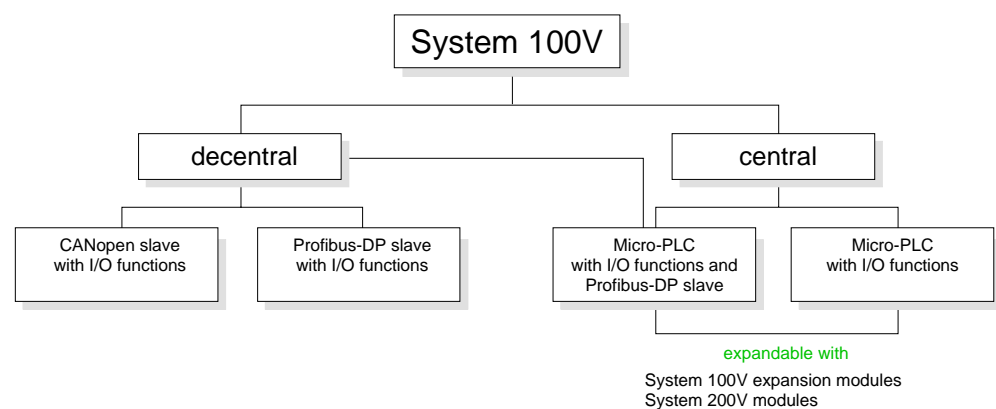 System 100V
decentral
central
CANopen slave
with I/O functions
Profibus-DP slave
with I/O functions
Micro-PLC
with I/O functions and
Profibus-DP slave
Micro-PLC
with I/O functions
expandable with
System 100V expansion modules
System 200V modules